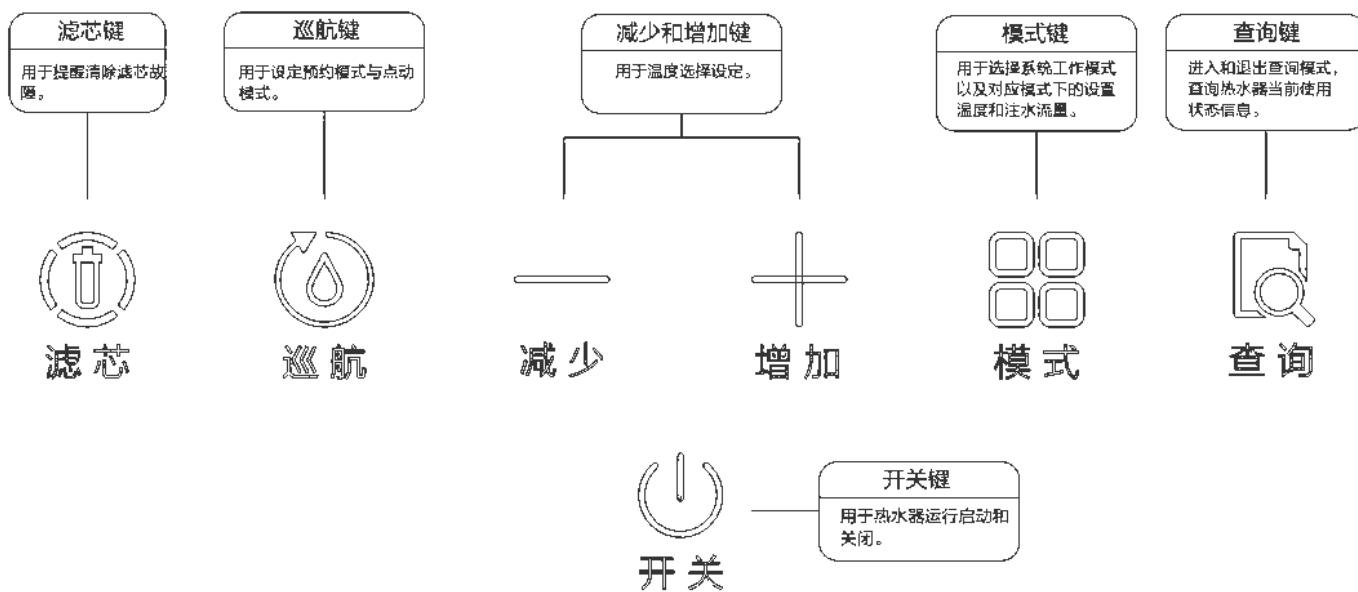 滤芯键
用于提醒清除滤芯故
障。
巡航键
用于设定预约模式与点动
模式。
减少和增加键
用于温度选择设定。
模式键
用于选择系统工作模式
以及对应模式下的设置
温度和注水流量。
查询键
进入和退出查询模式，
查询热水器当前使用
状态信息。
滤芯
巡航
减少
增加
模式
查询
开关键
用于热水器运行启动和
关闭。
开关